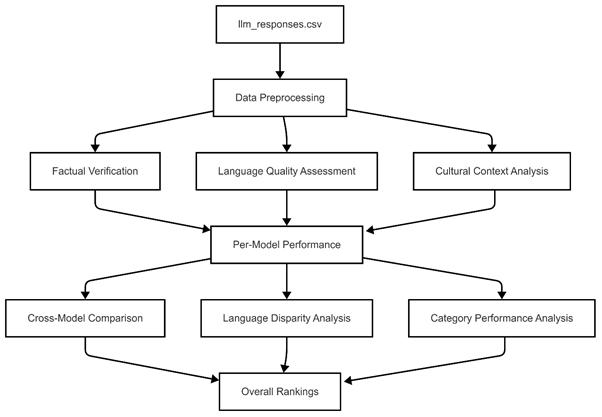 llm_responses.csv
Data Preprocessing
Factual Verification
Language Quality Assessment
Cultural Context Analysis
Per-Model Performance
Cross-Model Comparison
Language Disparity Analysis
Category Performance Analysis
Overall Rankings